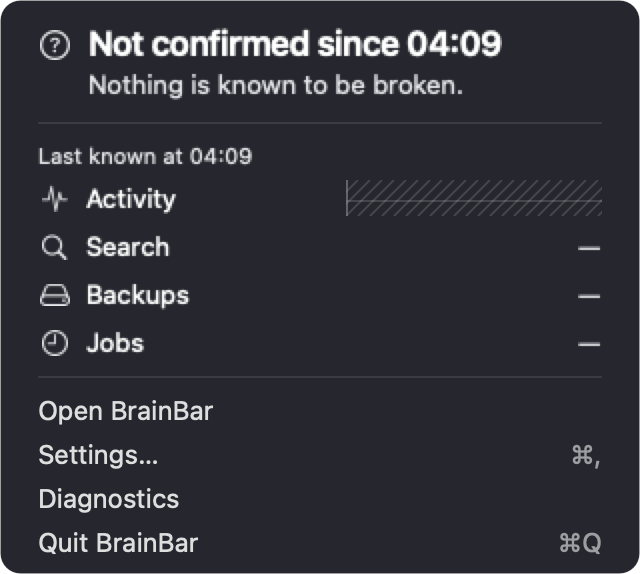 Not confirmed since 04:09
Nothing is known to be broken.
Last known at 04:09
Activity
Search —
Backups —
Jobs —
Open BrainBar
Settings... ⌘,
Diagnostics
Quit BrainBar ⌘Q